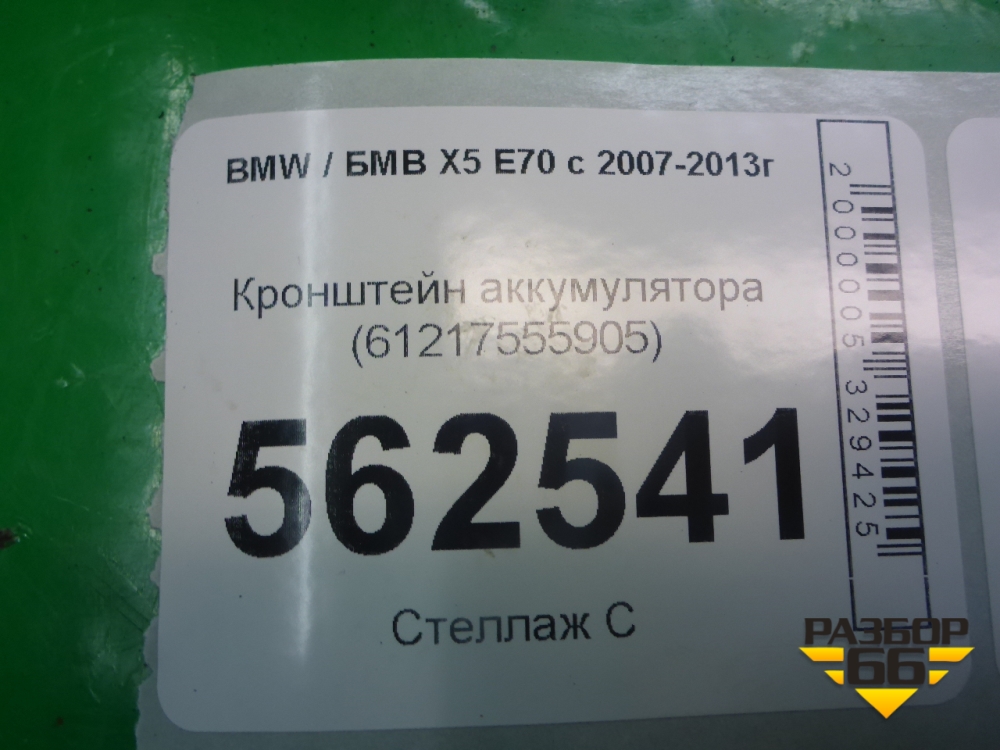 BMW / БМВ X5 E70 с 2007-2013г
Кронштейн аккумулятора
(61217555905)
562541
Стеллаж С
2000005329425
РАЗБОР
66